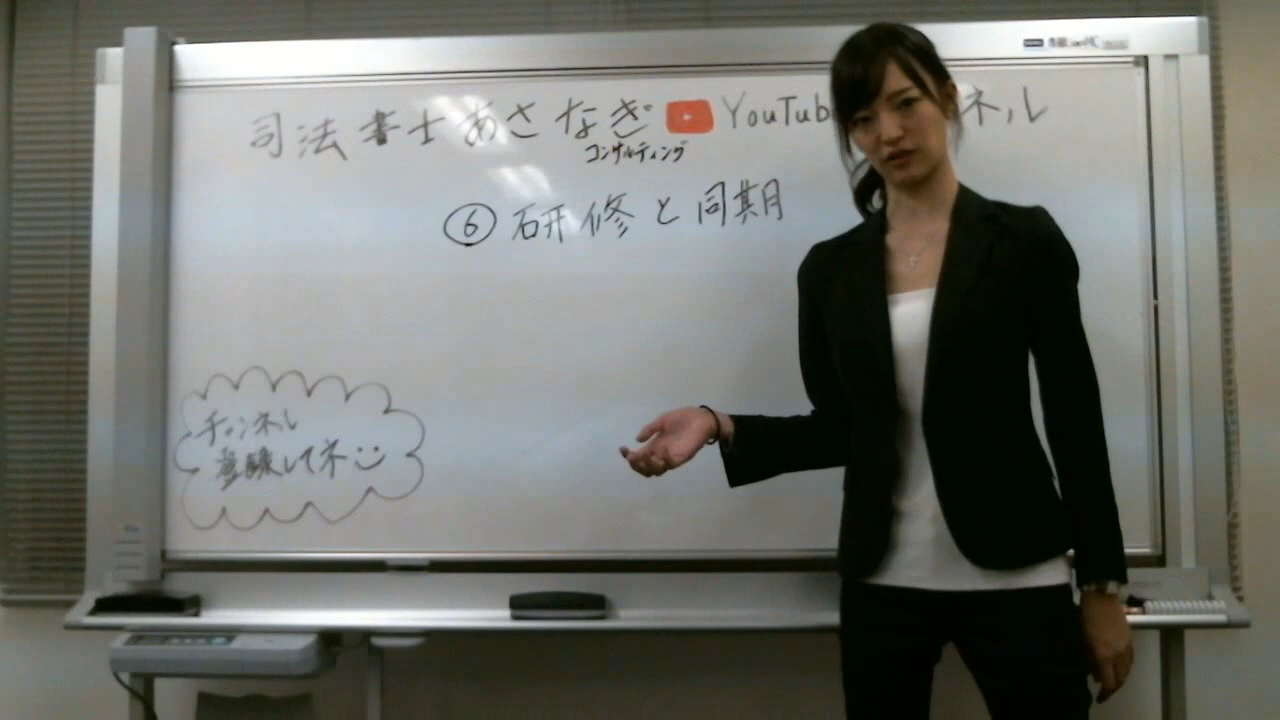 司法書士あさなぎ YouTub ネル
コンサルティング
⑥ 研修と同期
チャンネル
登録してネ